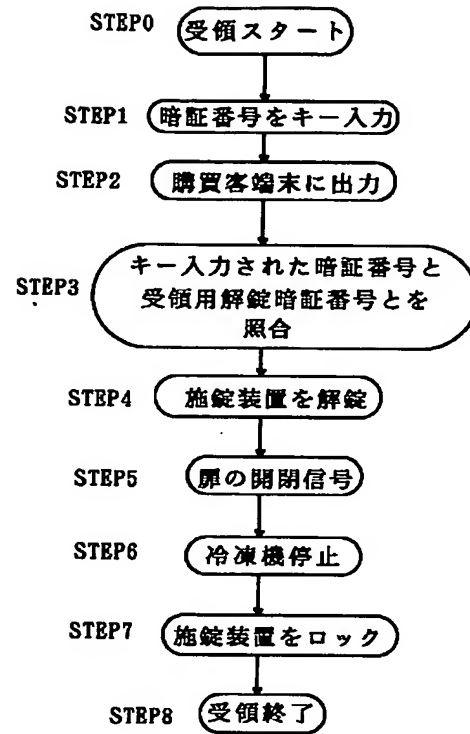 STEP0 受領スタート
STEP1 暗証番号をキー入力
STEP2 購買客端末に出力
キー入力された暗証番号と
STEP3 受領用解錠暗証番号とを
照合
STEP4 施錠装置を解錠
STEP5 扉の開閉信号
STEP6 冷凍機停止
STEP7 施錠装置をロック
STEP8 受領終了